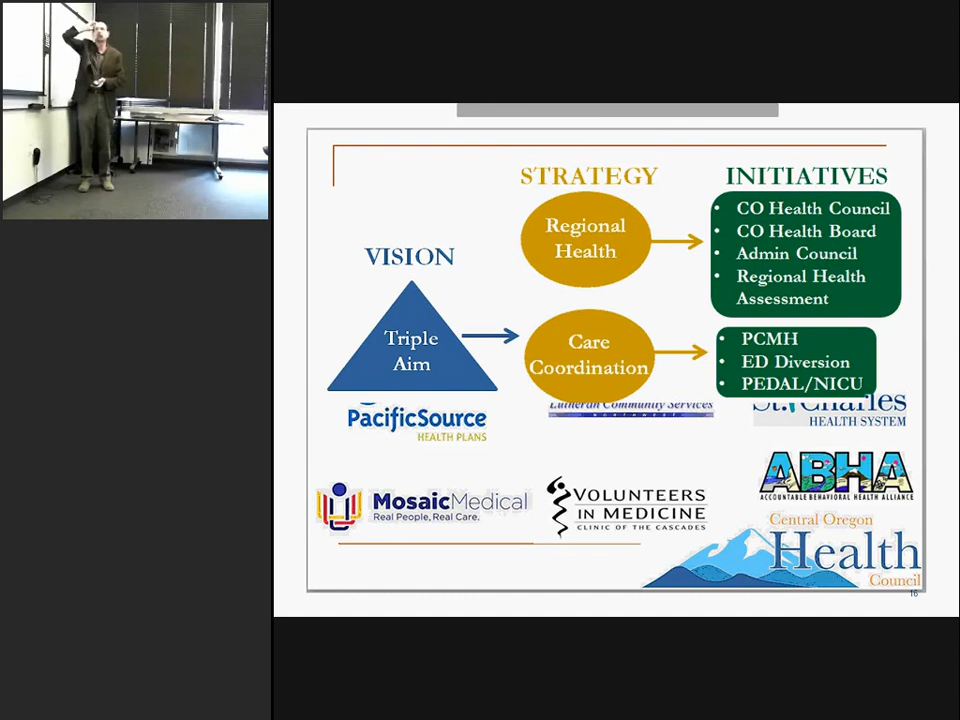 STRATEGY
INITIATIVES
Regional
Health
• CO Health Council
• CO Health Board
• Admin Council
• Regional Health
Assessment
VISION
Triple
Aim
Care
Coordination
• PCMH
• ED Diversion
• PEDAL/NICU
PacificSource
HEALTH PLANS
Lutheran Community Services
NORTHWEST
St. Charles
HEALTH SYSTEM
MosaicMedical
Real People, Real Care.
VOLUNTEERS
IN MEDICINE
CLINIC OF THE CASCADES
ABHA
ACCOUNTABLE BEHAVIORAL HEALTH ALLIANCE
Central Oregon
Health
Council
16